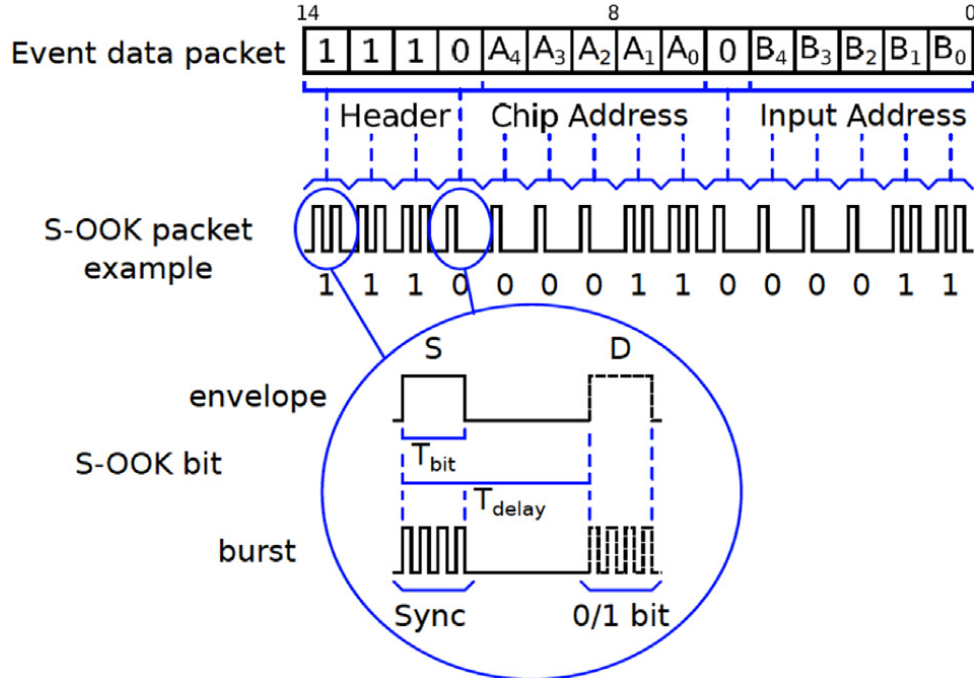 14 8 0
Event data packet 1 1 1 0 A4 A3 A2 A1 A0 0 B4 B3 B2 B1 B0
Header Chip Address Input Address
S-OOK packet
example
1 1 1 0 0 0 0 1 1 0 0 0 0 1 1
S D
envelope
Tbit
S-OOK bit
Tdelay
burst
Sync 0/1 bit